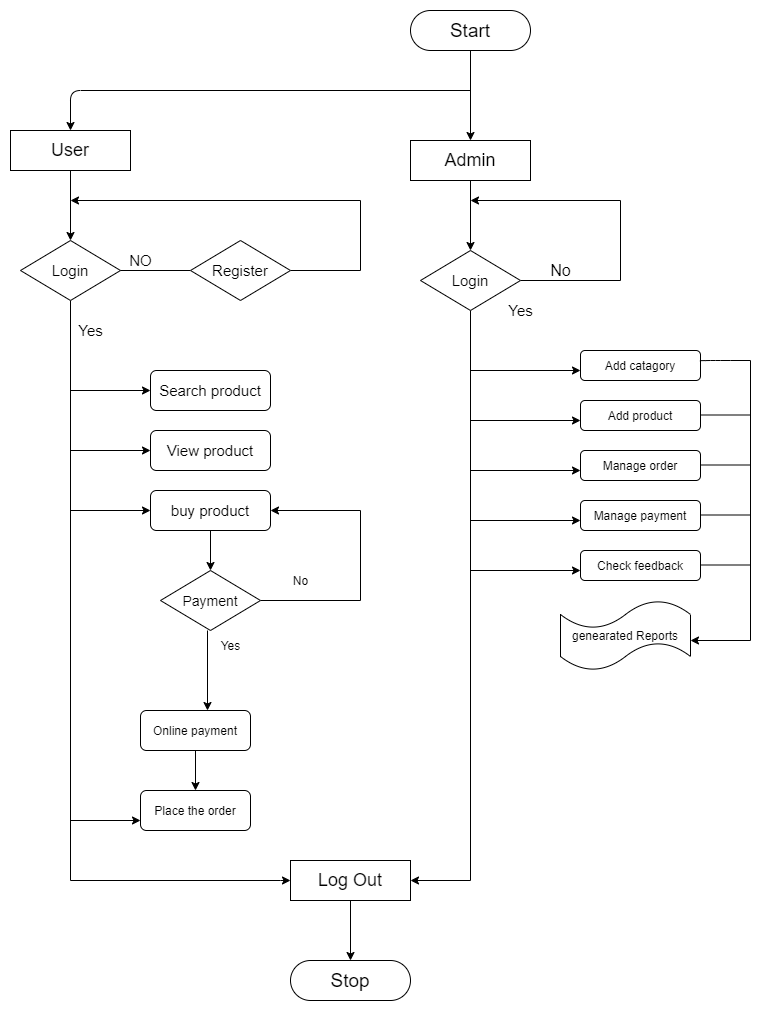 Start
User
Admin
Login
NO
Register
Login
No
Yes
Yes
Search product
View product
buy product
No
Payment
Yes
Online payment
Place the order
Add catagory
Add product
Manage order
Manage payment
Check feedback
genearated Reports
Log Out
Stop